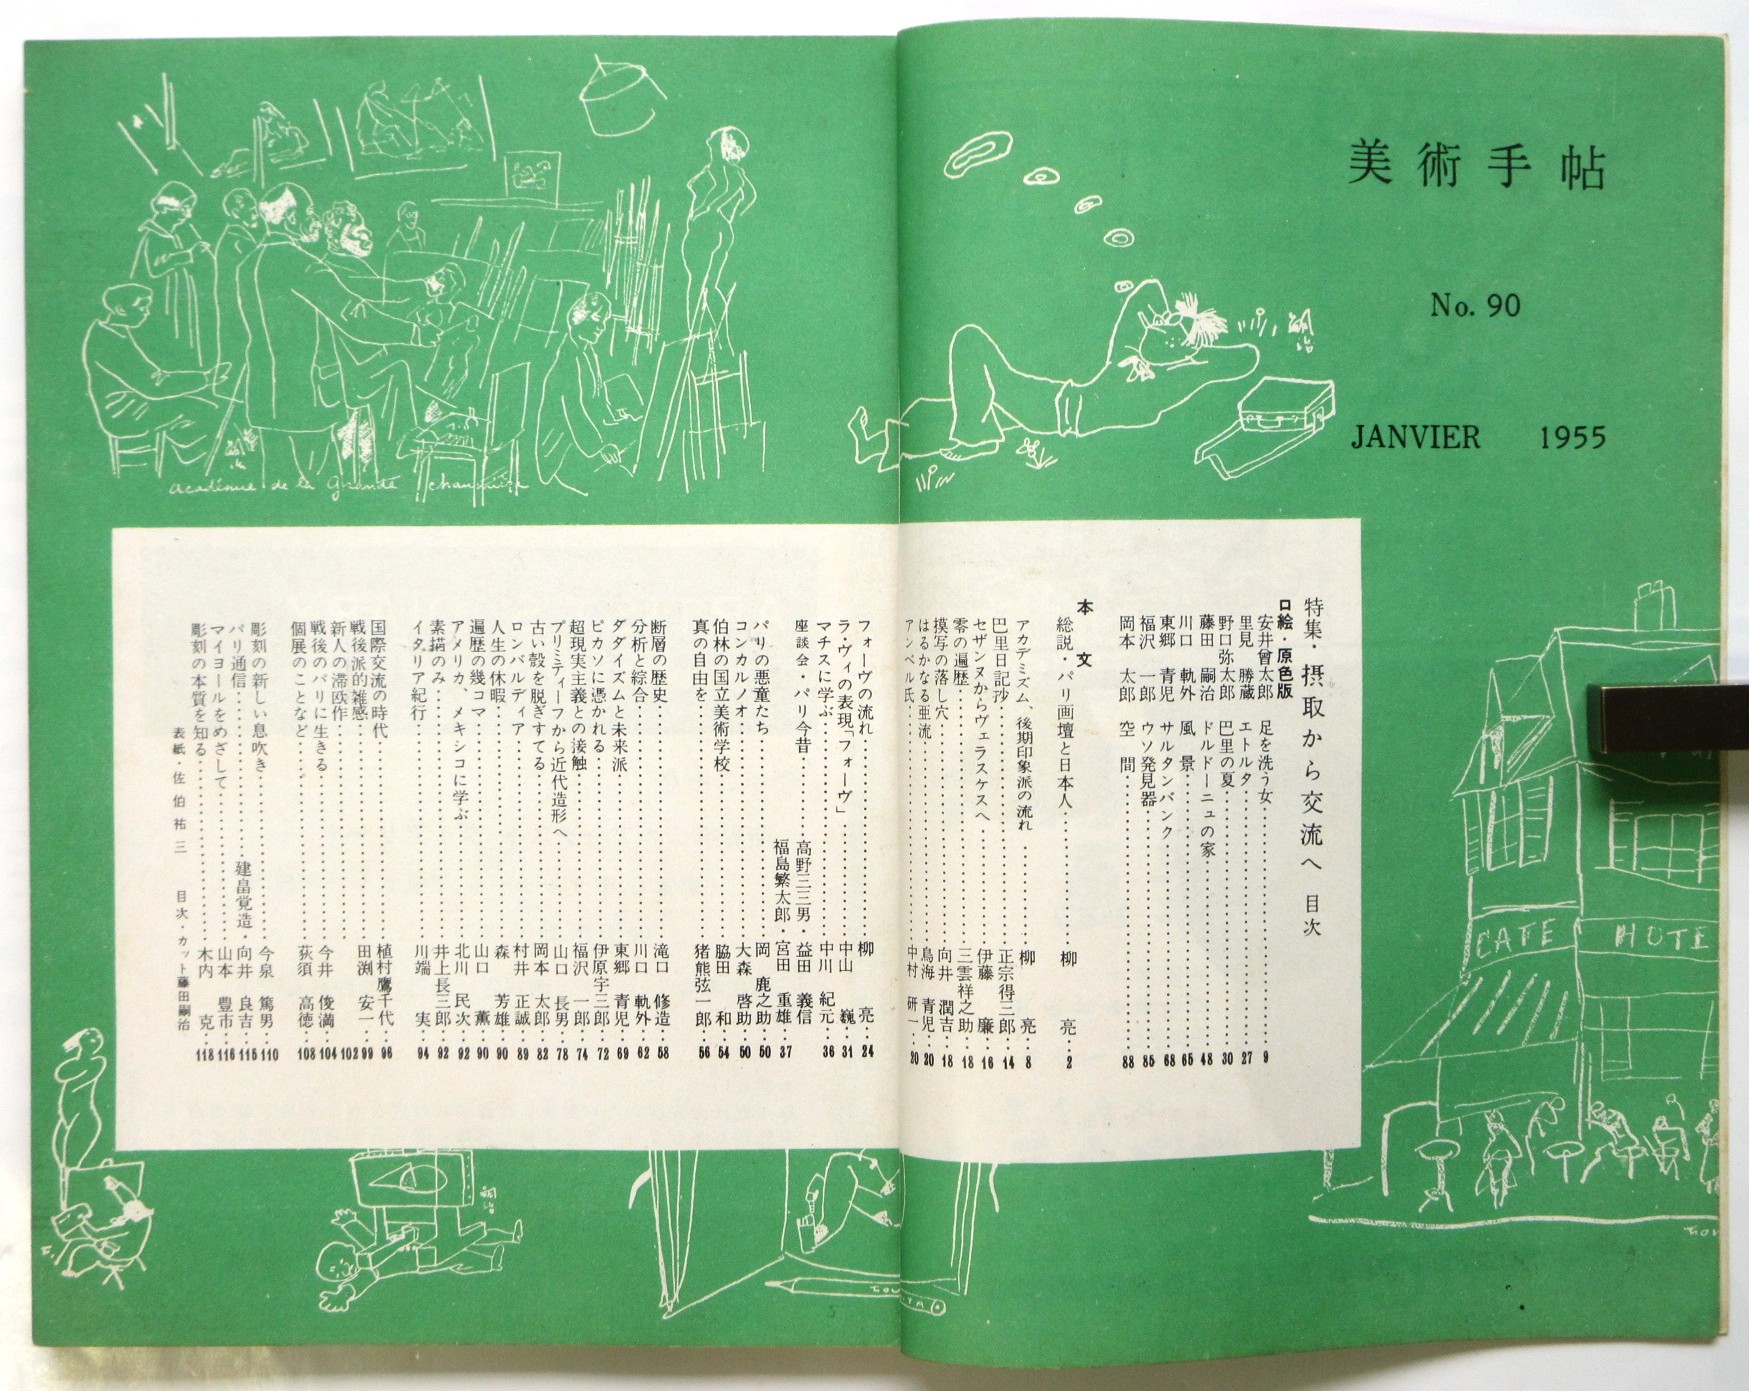 美術手帖
No. 90
JANVIER 1955
特集・摂取から交流へ 目次
口絵・原色版
安井曾太郎 足を洗う女 9
里見 勝蔵 エトルタ 27
野口弥太郎 巴里の夏 30
藤田 嗣治 ドルドーニュの家 48
川口 軌外 風景 65
東郷 青児 サルタンバンク 68
福沢 一郎 ウソ発見器 85
岡本 太郎 空間 88
本文
総説・パリ画壇と日本人 柳 亮 2
アカデミズム、後期印象派の流れ 柳 亮 8
巴里日記抄 正宗得三郎 14
セザンヌからヴェラスケスへ 伊藤 廉 16
零の遍歴 三雲祥之助 18
摸写の落し穴 向井 潤吉 18
はるかなる亜流 鳥海 青児 20
アンベル氏 中村 研一 20
フォーヴの流れ 柳 亮 24
ラ・ヴィの表現「フォーヴ」 中山 巍 31
マチスに学ぶ 中川 紀元 36
座談会・パリ今昔 高野三三男・益田 義信
福島繁太郎・宮田 重雄 37
パリの悪童たち 岡 鹿之助 50
コンカルノオ 大森 啓助 50
伯林の国立美術学校 脇田 和 54
真の自由を 猪熊弦一郎 56
断層の歴史 滝口 修造 58
分析と綜合 川口 軌外 62
ダダイズムと未来派 東郷 青児 69
ピカソに憑かれる 伊原宇三郎 72
超現実主義との接触 福沢 一郎 74
プリミティーフから近代造形へ 山口 長男 78
古い殻を脱ぎすてる 岡本 太郎 82
ロンバルディア 村井 正誠 89
人生の休暇 森 芳雄 90
遍歴の幾コマ 山口 薫 90
アメリカ、メキシコに学ぶ 北川 民次 92
素描のみ 井上長三郎 92
イタリア紀行 川端 実 94
国際交流の時代 植村鷹千代 96
戦後派的雑感 田渕 安一 99
新人の滞欧作 102
戦後のパリに生きる 今井 俊満 104
個展のことなど 荻須 高徳 108
彫刻の新しい息吹き 今泉 篤男 110
パリ通信 建畠覚造・向井 良吉 115
マイヨールをめざして 山本 豊市 116
彫刻の本質を知る 木内 克 118
表紙・佐伯祐三 目次・カット藤田嗣治
Académie de la Grande Chaumière
嗣治
CAFE
HOTE
嗣治